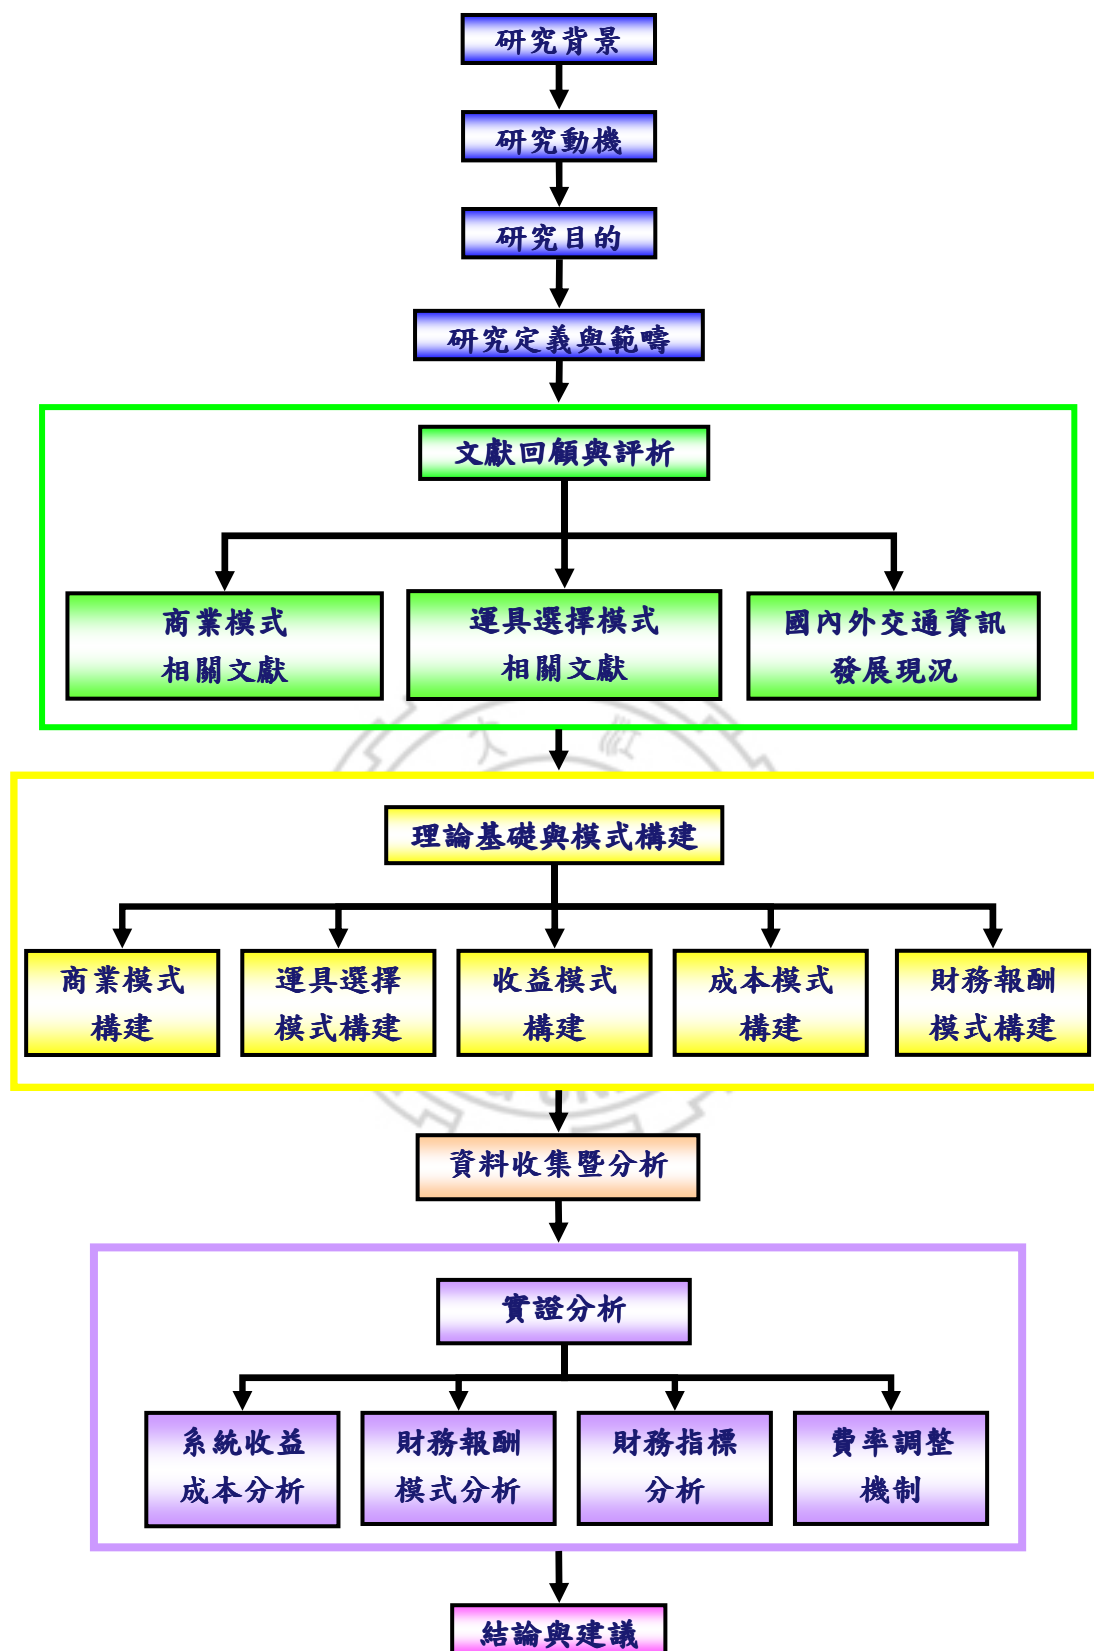 研究背景
研究動機
研究目的
研究定義與範疇
文獻回顧與評析
商業模式
相關文獻
運具選擇模式
相關文獻
國內外交通資訊
發展現況
理論基礎與模式構建
商業模式
構建
運具選擇
模式構建
收益模式
構建
成本模式
構建
財務報酬
模式構建
資料收集暨分析
實證分析
系統收益
成本分析
財務報酬
模式分析
財務指標
分析
費率調整
機制
結論與建議